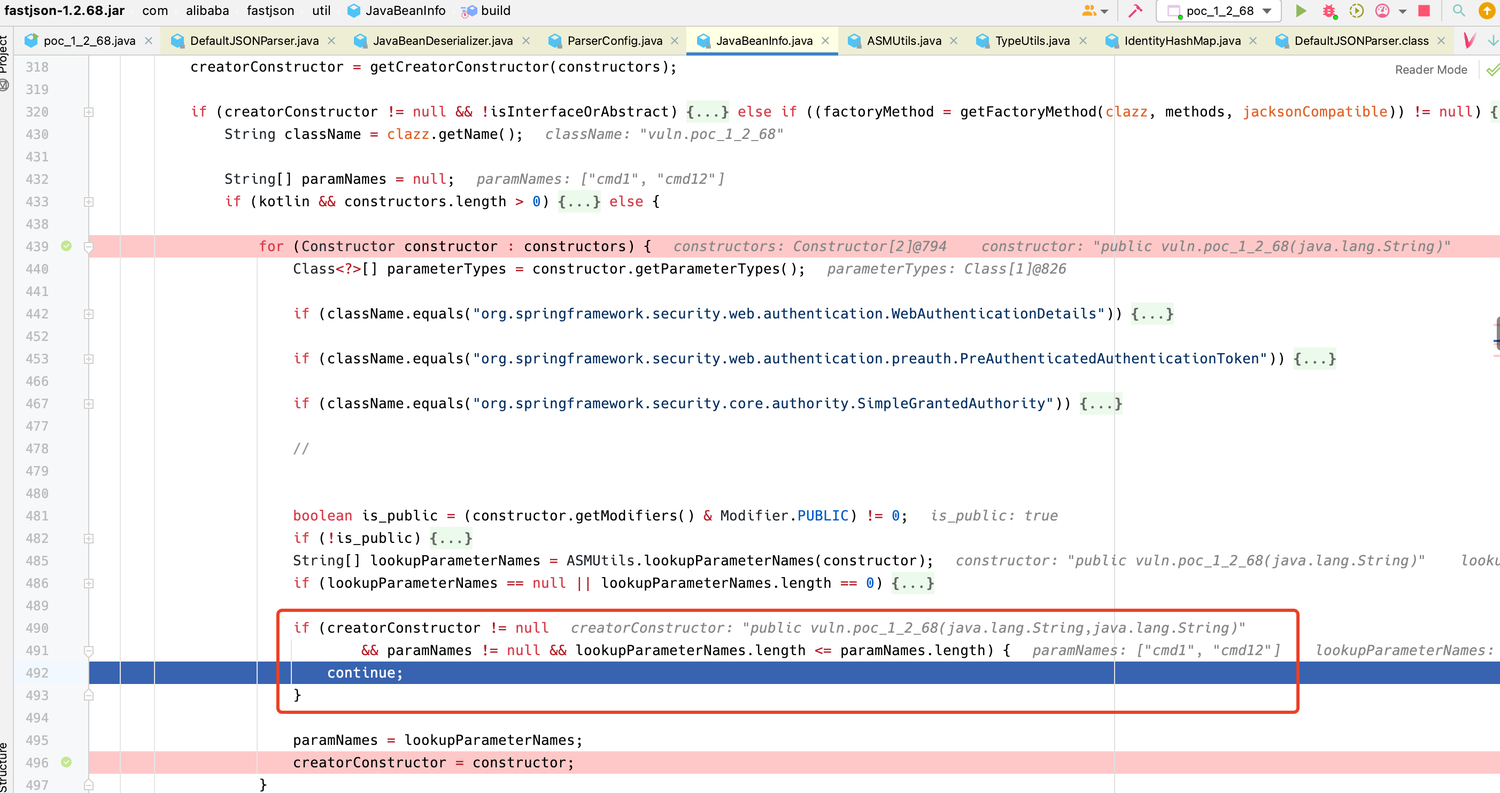 fastjson-1.2.68.jar com alibaba fastjson util JavaBeanInfo build poc_1_2_68
Project
poc_1_2_68.java DefaultJSONParser.java JavaBeanDeserializer.java ParserConfig.java JavaBeanInfo.java ASMUtils.java TypeUtils.java IdentityHashMap.java DefaultJSONParser.class
Reader Mode
318 creatorConstructor = getCreatorConstructor(constructors);
319
320 if (creatorConstructor != null && !isInterfaceOrAbstract) {...} else if ((factoryMethod = getFactoryMethod(clazz, methods, jacksonCompatible)) != null) {
430 String className = clazz.getName(); className: "vuln.poc_1_2_68"
431
432 String[] paramNames = null; paramNames: ["cmd1", "cmd12"]
433 if (kotlin && constructors.length > 0) {...} else {
438
439 for (Constructor constructor : constructors) { constructors: Constructor[2]@794 constructor: "public vuln.poc_1_2_68(java.lang.String)"
440 Class<?>[] parameterTypes = constructor.getParameterTypes(); parameterTypes: Class[1]@826
441
442 if (className.equals("org.springframework.security.web.authentication.WebAuthenticationDetails")) {...}
452
453 if (className.equals("org.springframework.security.web.authentication.preauth.PreAuthenticatedAuthenticationToken")) {...}
466
467 if (className.equals("org.springframework.security.core.authority.SimpleGrantedAuthority")) {...}
477
478 //
479
480
481 boolean is_public = (constructor.getModifiers() & Modifier.PUBLIC) != 0; is_public: true
482 if (!is_public) {...}
485 String[] lookupParameterNames = ASMUtils.lookupParameterNames(constructor); constructor: "public vuln.poc_1_2_68(java.lang.String)" looku
486 if (lookupParameterNames == null || lookupParameterNames.length == 0) {...}
489
490 if (creatorConstructor != null creatorConstructor: "public vuln.poc_1_2_68(java.lang.String,java.lang.String)"
491 && paramNames != null && lookupParameterNames.length <= paramNames.length) { paramNames: ["cmd1", "cmd12"] lookupParameterNames:
492 continue;
493 }
494
495 paramNames = lookupParameterNames;
496 creatorConstructor = constructor;
497 }
Structure